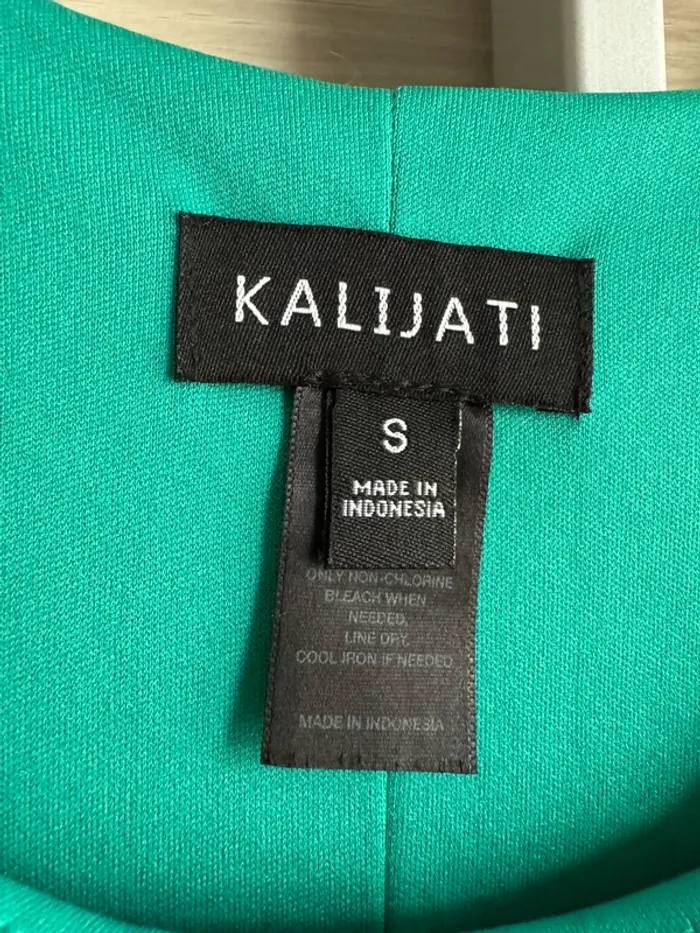 KALIJATI
S
MADE IN
INDONESIA
ONLY NON-CHLORINE
BLEACH WHEN
NEEDED.
LINE DRY.
COOL IRON IF NEEDED
MADE IN INDONESIA